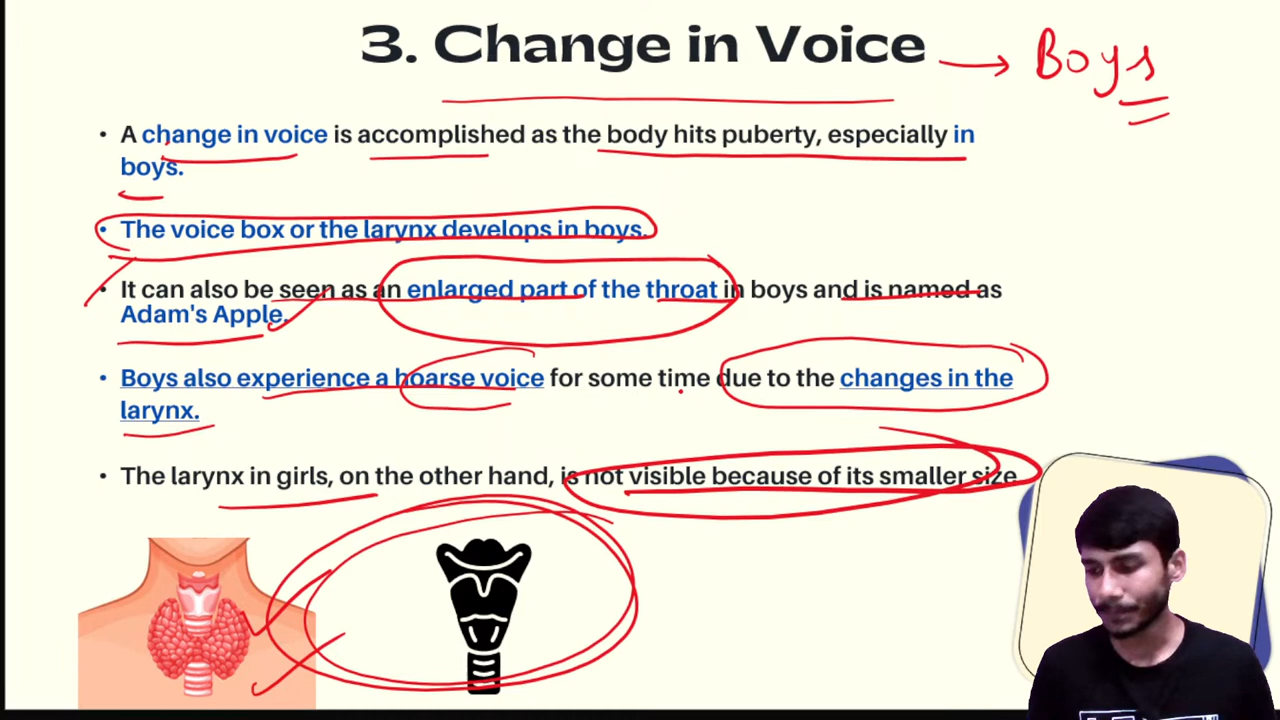 3. Change in Voice → Boys
• A change in voice is accomplished as the body hits puberty, especially in
boys.
• The voice box or the larynx develops in boys.
• It can also be seen as an enlarged part of the throat in boys and is named as
Adam's Apple.
• Boys also experience a hoarse voice for some time due to the changes in the
larynx.
• The larynx in girls, on the other hand, is not visible because of its smaller size